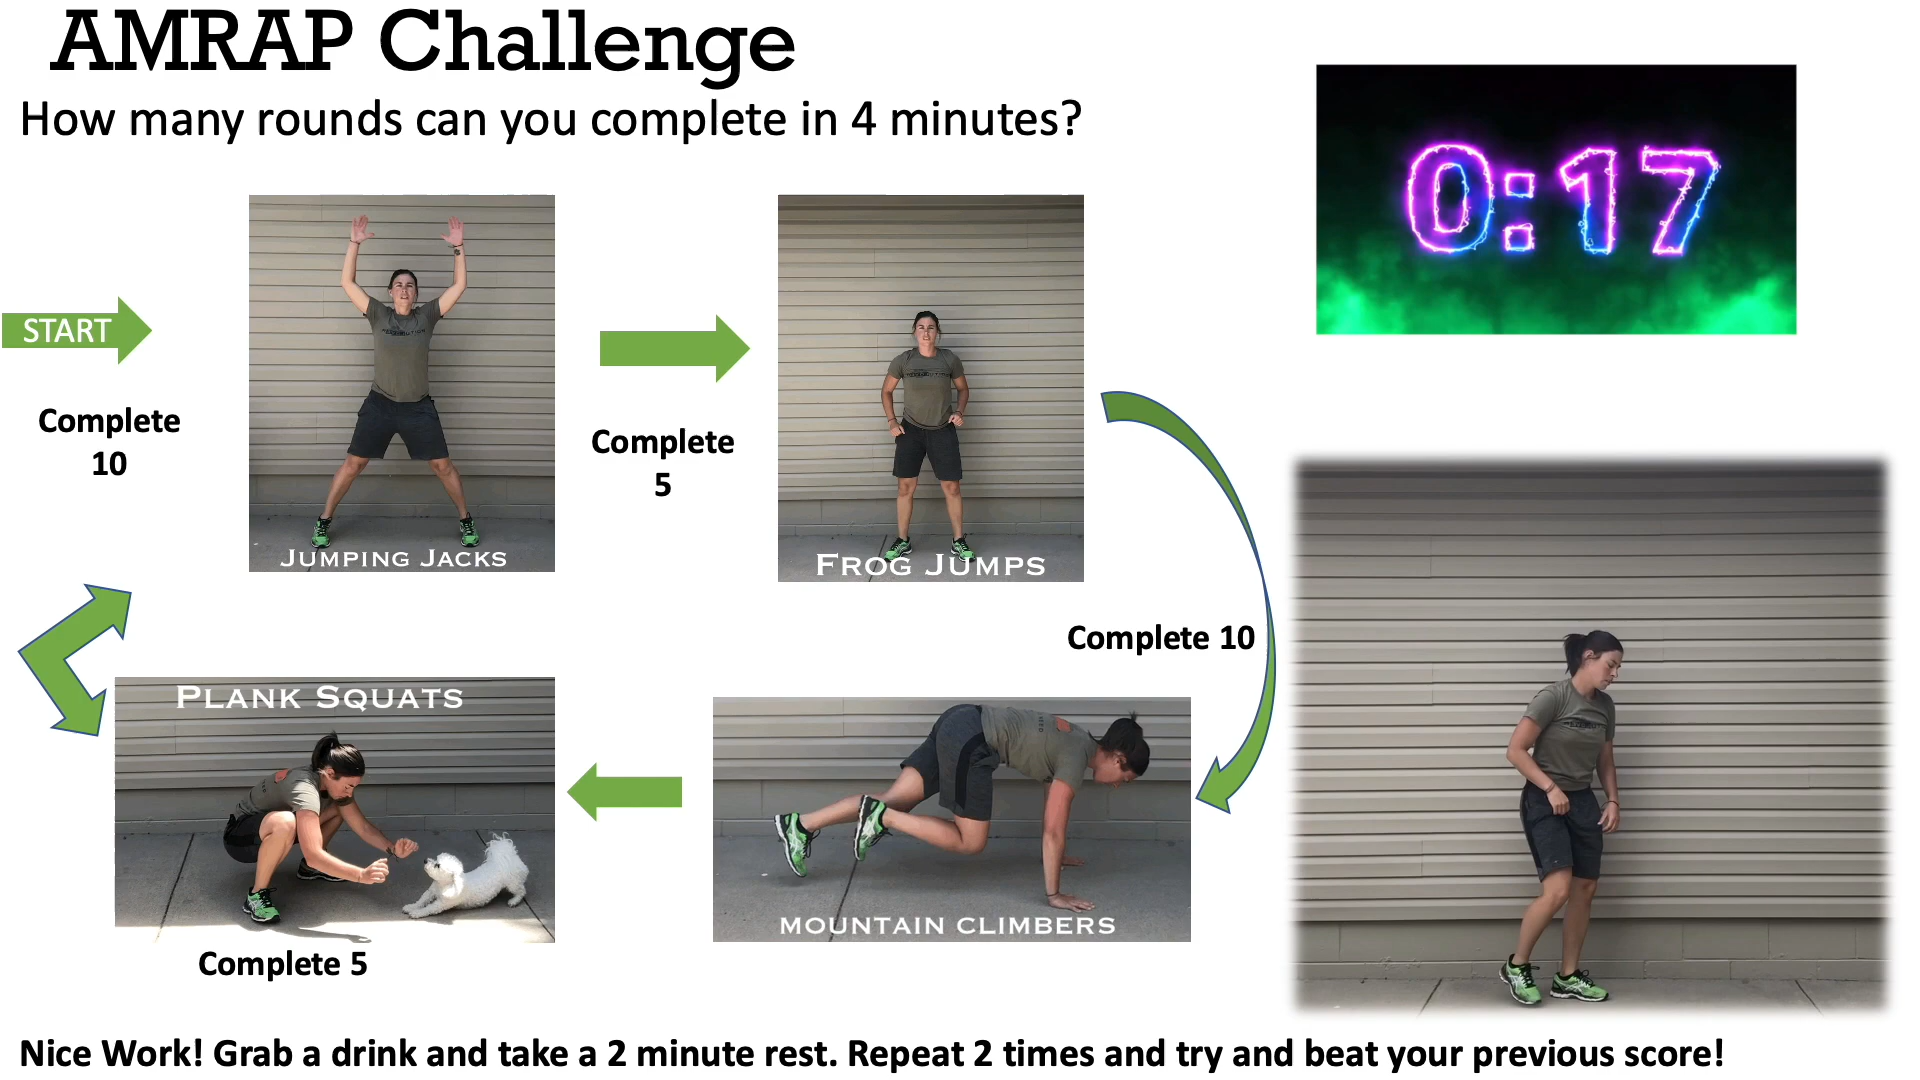 AMRAP Challenge
How many rounds can you complete in 4 minutes?
0:17
START
Complete
10
JUMPING JACKS
Complete
5
FROG JUMPS
Complete 10
MOUNTAIN CLIMBERS
PLANK SQUATS
Complete 5
Nice Work! Grab a drink and take a 2 minute rest. Repeat 2 times and try and beat your previous score!